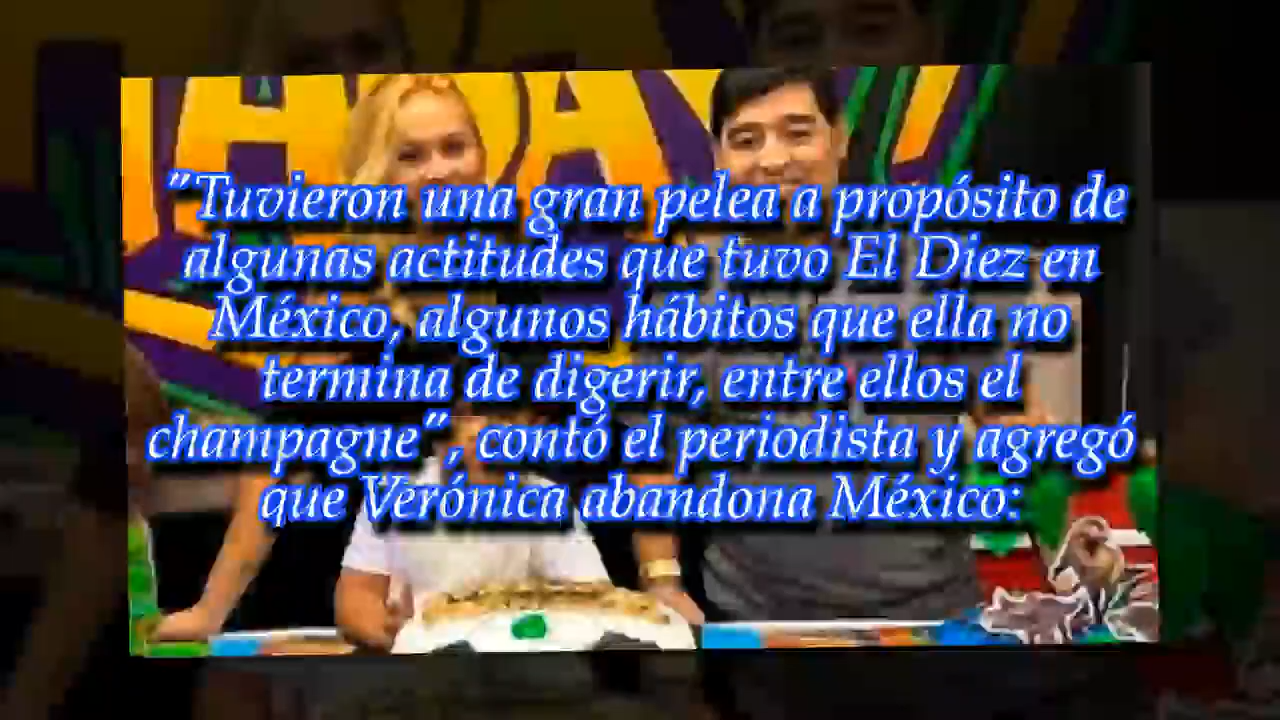 "Tuvieron una gran pelea a propósito de
algunas actitudes que tuvo El Diez en
México, algunos hábitos que ella no
termina de digerir, entre ellos el
champagne", contó el periodista y agregó
que Verónica abandona México: